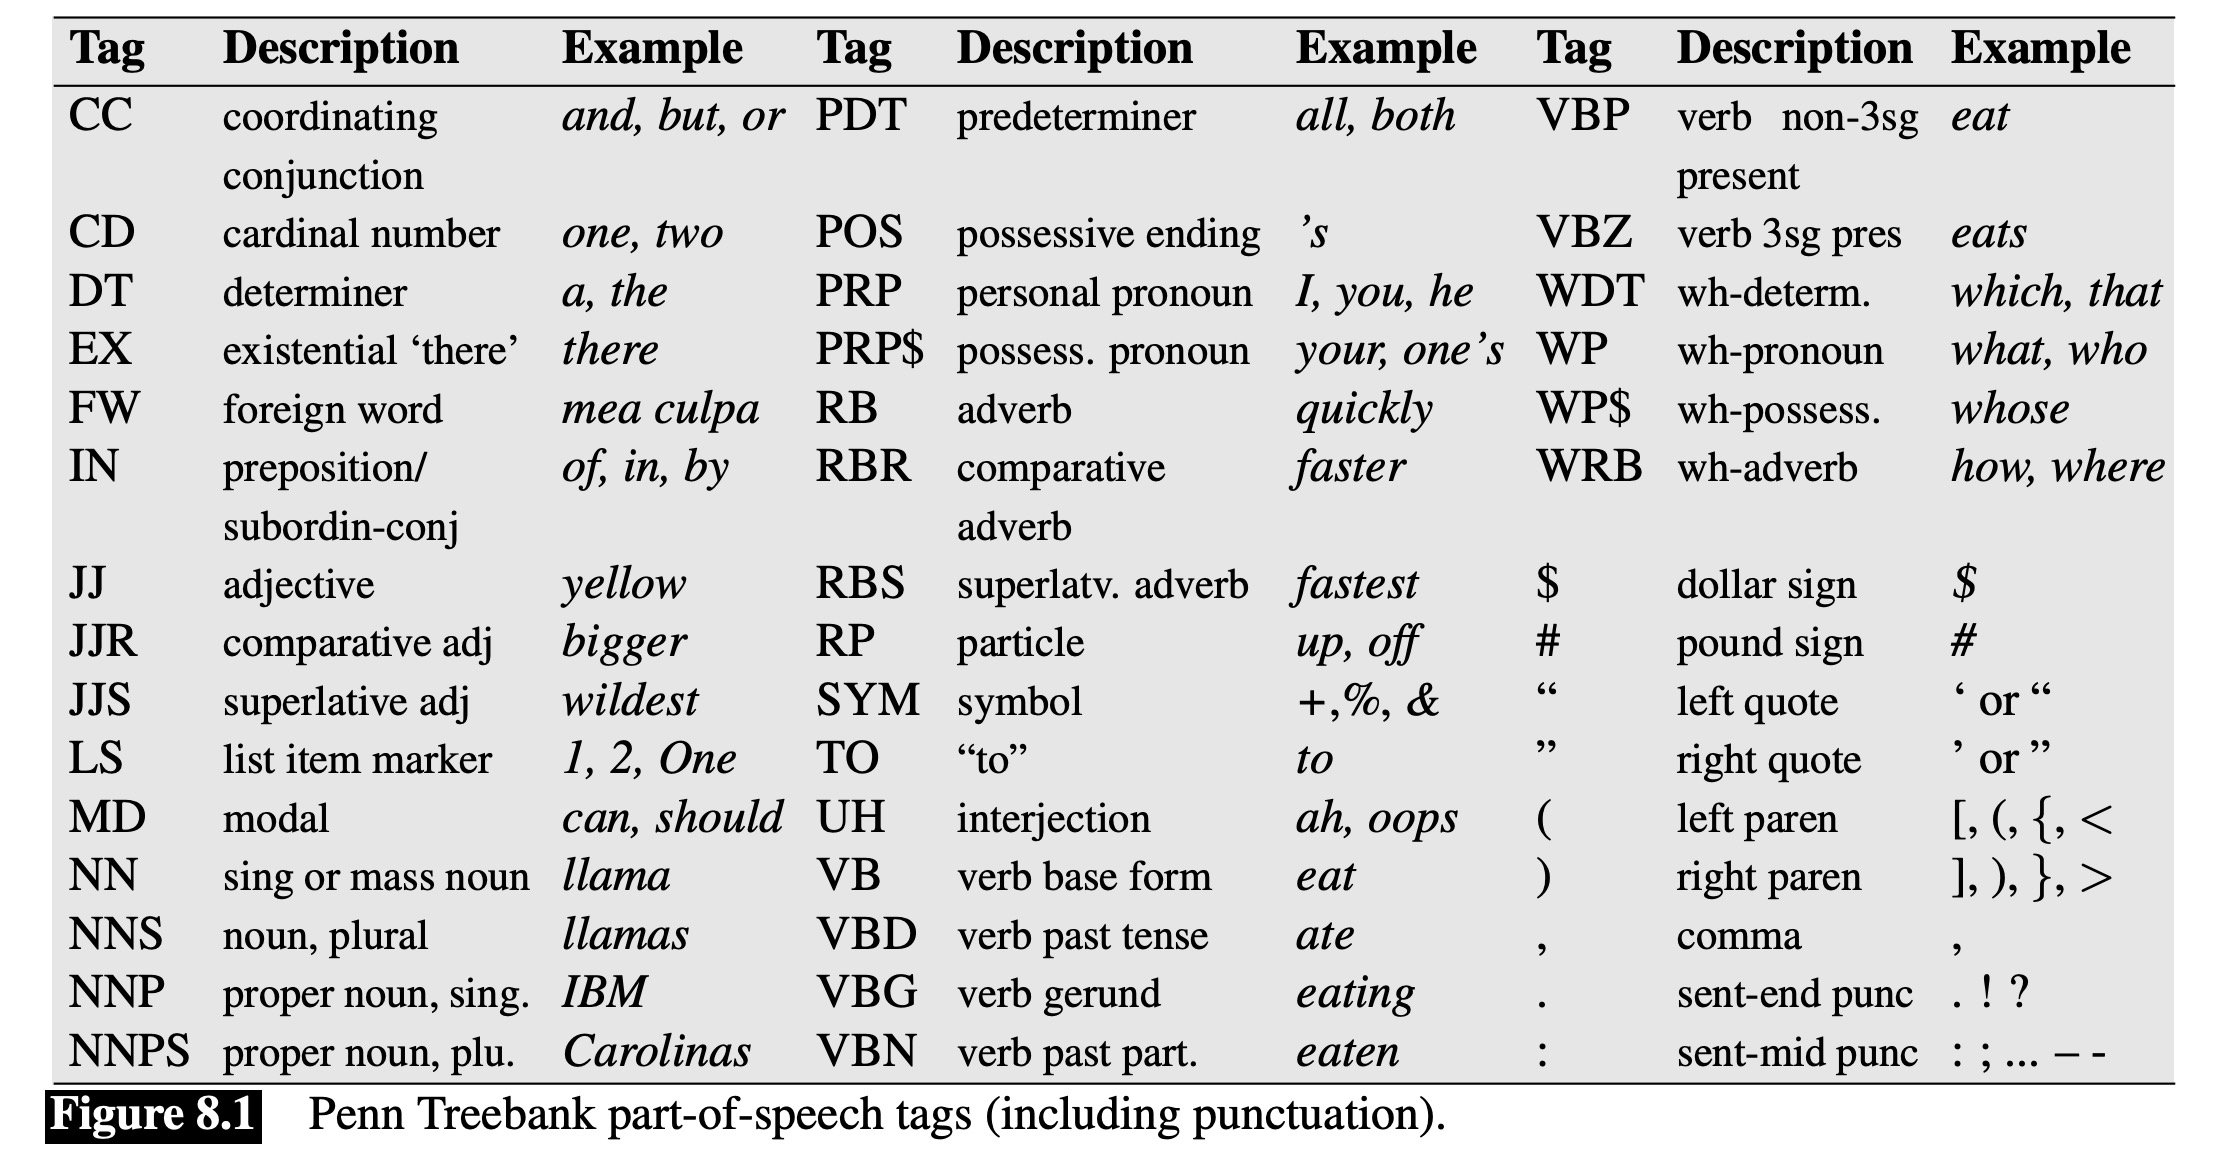 Tag Description Example Tag Description Example Tag Description Example
CC coordinating and, but, or PDT predeterminer all, both VBP verb non-3sg eat
conjunction present
CD cardinal number one, two POS possessive ending ’s VBZ verb 3sg pres eats
DT determiner a, the PRP personal pronoun I, you, he WDT wh-determ. which, that
EX existential ‘there’ there PRP$ possess. pronoun your, one’s WP wh-pronoun what, who
FW foreign word mea culpa RB adverb quickly WP$ wh-possess. whose
IN preposition/ of, in, by RBR comparative faster WRB wh-adverb how, where
subordin-conj adverb
JJ adjective yellow RBS superlatv. adverb fastest $ dollar sign $
JJR comparative adj bigger RP particle up, off # pound sign #
JJS superlative adj wildest SYM symbol +,%, & “ left quote ‘ or “
LS list item marker 1, 2, One TO “to” to ” right quote ’ or ”
MD modal can, should UH interjection ah, oops ( left paren [, (, {, <
NN sing or mass noun llama VB verb base form eat ) right paren ], ), }, >
NNS noun, plural llamas VBD verb past tense ate , comma ,
NNP proper noun, sing. IBM VBG verb gerund eating . sent-end punc . ! ?
NNPS proper noun, plu. Carolinas VBN verb past part. eaten : sent-mid punc : ; ... – -
Figure 8.1 Penn Treebank part-of-speech tags (including punctuation).